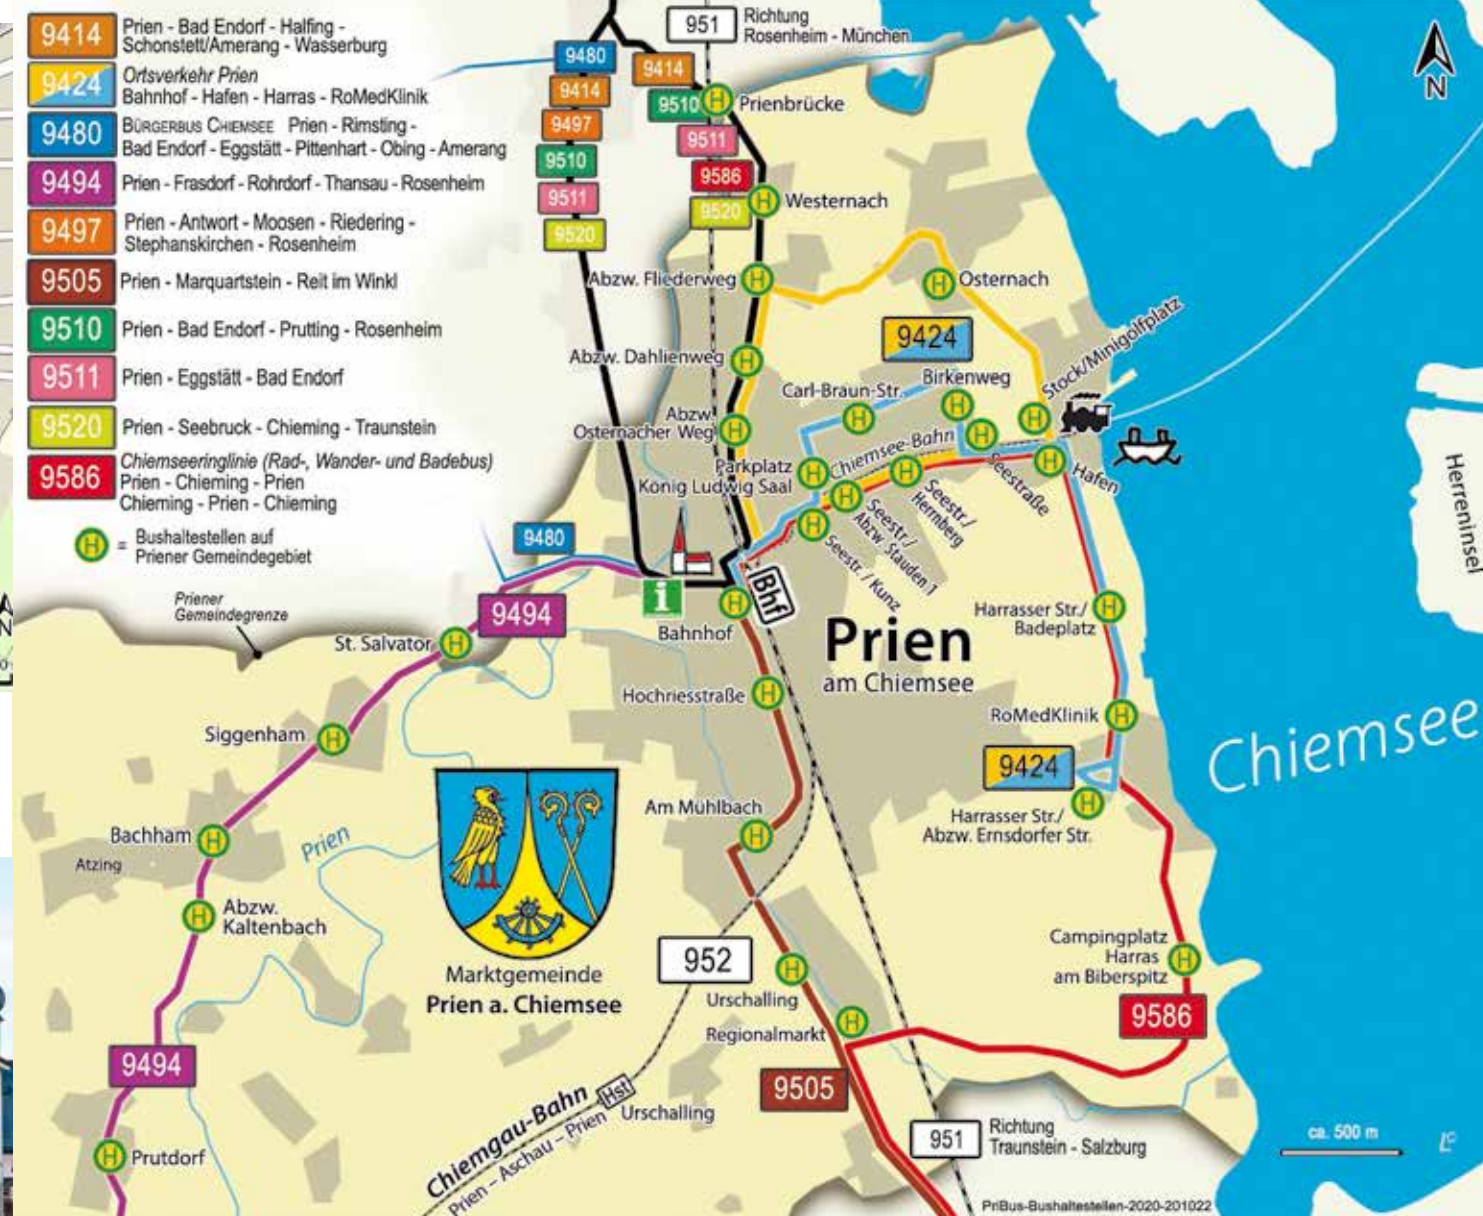 9414
Prien - Bad Endorf - Halfing -
Schonstett/Amerang - Wasserburg
9424
Ortsverkehr Prien
Bahnhof - Hafen - Harras - RoMedKlinik
9480
BÜRGERBUS CHIEMSEE Prien - Rimsting -
Bad Endorf - Eggstätt - Pittenhart - Obing - Amerang
9494
Prien - Frasdorf - Rohrdorf - Thansau - Rosenheim
9497
Prien - Antwort - Moosen - Riedering -
Stephanskirchen - Rosenheim
9505
Prien - Marquartstein - Reit im Winkl
9510
Prien - Bad Endorf - Prutting - Rosenheim
9511
Prien - Eggstätt - Bad Endorf
9520
Prien - Seebruck - Chieming - Traunstein
9586
Chiemseeringlinie (Rad-, Wander- und Badebus)
Prien - Chieming - Prien
Chieming - Prien - Chieming
H = Bushaltestellen auf
Priener Gemeindegebiet
9480
9414
9497
9510
9511
9520
9414
9510
9511
9586
9520
951
Richtung
Rosenheim - München
N
Prienbrücke
Westernach
Abzw. Fliederweg
Osternach
9424
Abzw. Dahlienweg
Stock/Minigolfplatz
Birkenweg
Carl-Braun-Str.
Abzw.
Osternacher Weg
Chiemsee-Bahn
Parkplatz
König Ludwig Saal
Hafen
Seestraße
Seestr./
Herrnberg
Seestr./
Abzw. Stauden 1
Seestr. / Kunz
Herreninsel
9480
Priener
Gemeindegrenze
9494
St. Salvator
i
Bhf
Bahnhof
Prien
am Chiemsee
Harrasser Str./
Badeplatz
Hochriesstraße
RoMedKlinik
Siggenham
Chiemsee
9424
Am Mühlbach
Harrasser Str./
Abzw. Ernsdorfer Str.
Bachham
Atzing
Prien
Abzw.
Kaltenbach
Marktgemeinde
Prien a. Chiemsee
952
Urschalling
Campingplatz
Harras
am Biberspitz
9586
Regionalmarkt
9494
9505
Chiemgau-Bahn
Prien – Aschau – Prien
Hst
Urschalling
951
Richtung
Traunstein - Salzburg
Prutdorf
ca. 500 m
PriBus-Bushaltestellen-2020-201022